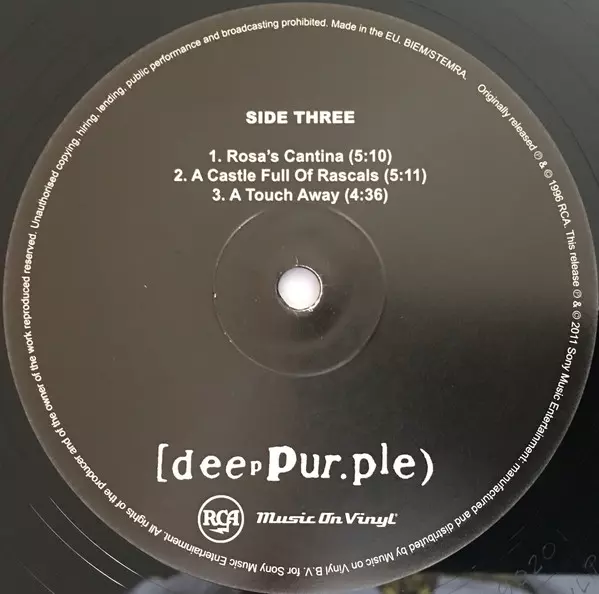 SIDE THREE
1. Rosa's Cantina (5:10)
2. A Castle Full Of Rascals (5:11)
3. A Touch Away (4:36)
[deepPur.ple)
RCA Music On Vinyl
All rights of the producer and of the owner of the work reproduced reserved. Unauthorised copying, hiring, lending, public performance and broadcasting prohibited. Made in the EU. BIEM/STEMRA. Originally released ℗ & © 1996 RCA. This release ℗ & © 2011 Sony Music Entertainment: manufactured and distributed by Music on Vinyl B.V. for Sony Music Entertainment.